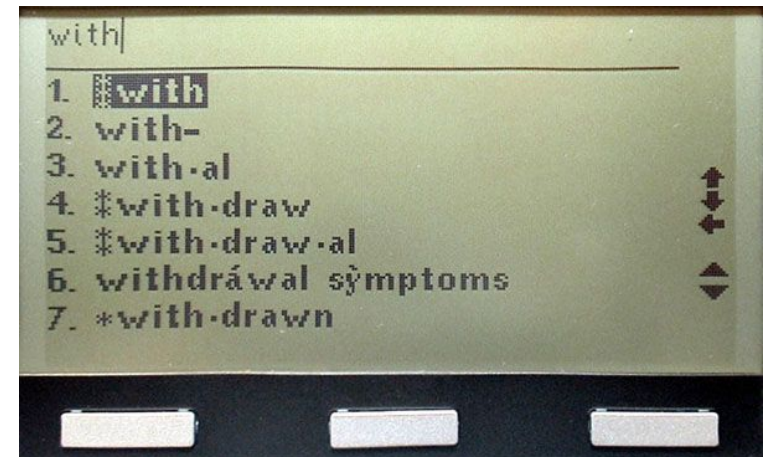 with
1. ⁑with
2. with-
3. with·al
4. ‡with·draw
5. ‡with·draw·al
6. withdráwal sỳmptoms
7. *with·drawn